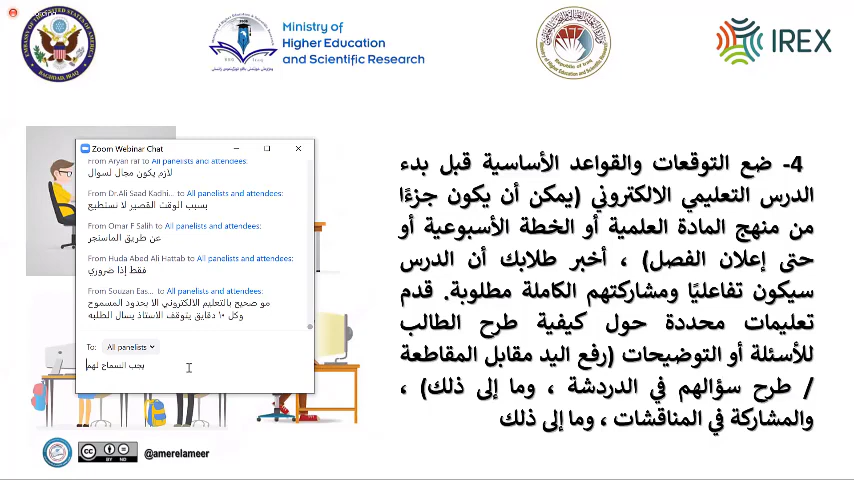 Ministry of
Higher Education
and Scientific Research
IREX
4- ضع التوقعات والقواعد الأساسية قبل بدء
الدرس التعليمي الالكتروني (يمكن أن يكون جزءًا
من منهج المادة العلمية أو الخطة الأسبوعية أو
حتى إعلان الفصل) ، أخبر طلابك أن الدرس
سيكون تفاعليًا ومشاركتهم الكاملة مطلوبة. قدم
تعليمات محددة حول كيفية طرح الطالب
للأسئلة أو التوضيحات (رفع اليد مقابل المقاطعة
/ طرح سؤالهم في الدردشة ، وما إلى ذلك) ،
والمشاركة في المناقشات ، وما إلى ذلك
Zoom Webinar Chat
From Aryan raf to All panelists and attendees:
لازم يكون مجال لسوال
From Dr.Ali Saad Kadhi... to All panelists and attendees:
بسبب الوقت القصير لا نستطيع
From Omar F Salih to All panelists and attendees:
عن طريق الماسنجر
From Huda Abed Ali Hattab to All panelists and attendees:
فقط إذا ضروري
From Souzan Eas... to All panelists and attendees:
مو صحيح بالتعليم الالكتروني الا بحدود المسموح
وكل ١٠ دقايق يتوقف الاستاذ يسال الطلبه
To: All panelists
يجب السماح لهم
CC BY ND
@amerelameer